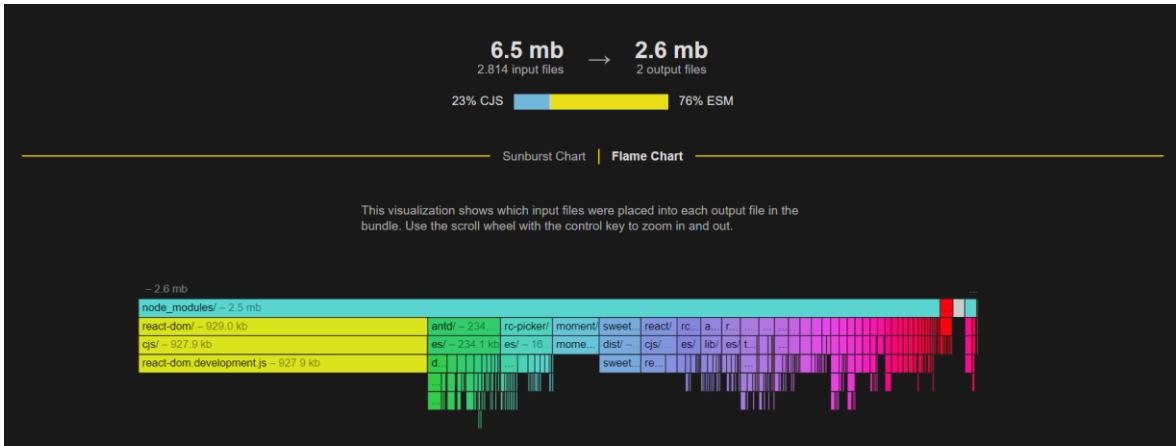 6.5 mb → 2.6 mb
2.814 input files 2 output files
23% CJS 76% ESM
Sunburst Chart | Flame Chart
This visualization shows which input files were placed into each output file in the
bundle. Use the scroll wheel with the control key to zoom in and out.
– 2.6 mb ...
node_modules/ – 2.5 mb
react-dom/ – 929.0 kb antd/ – 234... rc-picker/ moment/ sweet... react/ rc... a... r... ... ... ...
cjs/ – 927.9 kb es/ – 234.1 kb es/ – 16... mome... dist/ –... cjs/ ... es/ lib/ es/ t... ... ...
react-dom.development.js – 927.9 kb d... ... sweet... re... ...